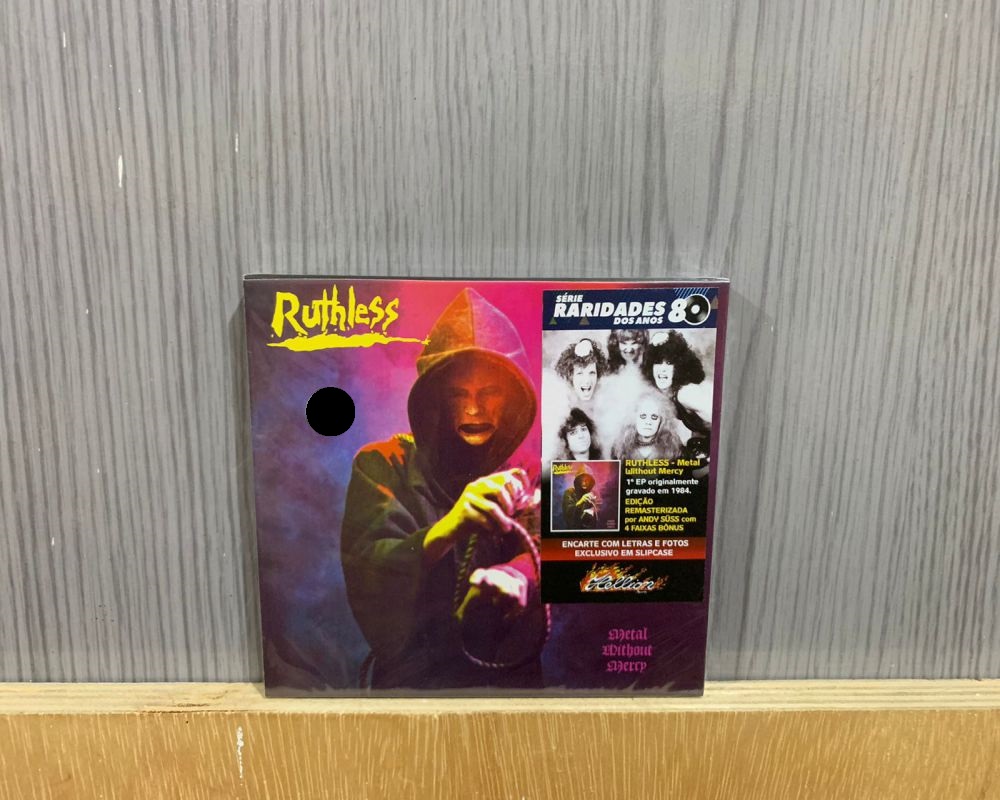 Ruthless
SÉRIE
RARIDADES
DOS ANOS 80
RUTHLESS - Metal
Without Mercy
1º EP originalmente
gravado em 1984.
EDIÇÃO
REMASTERIZADA
por ANDY SÜSS com
4 FAIXAS BÔNUS
Ruthless
ENCARTE COM LETRAS E FOTOS
EXCLUSIVO EM SLIPCASE
Hellion
Metal
Without
Mercy